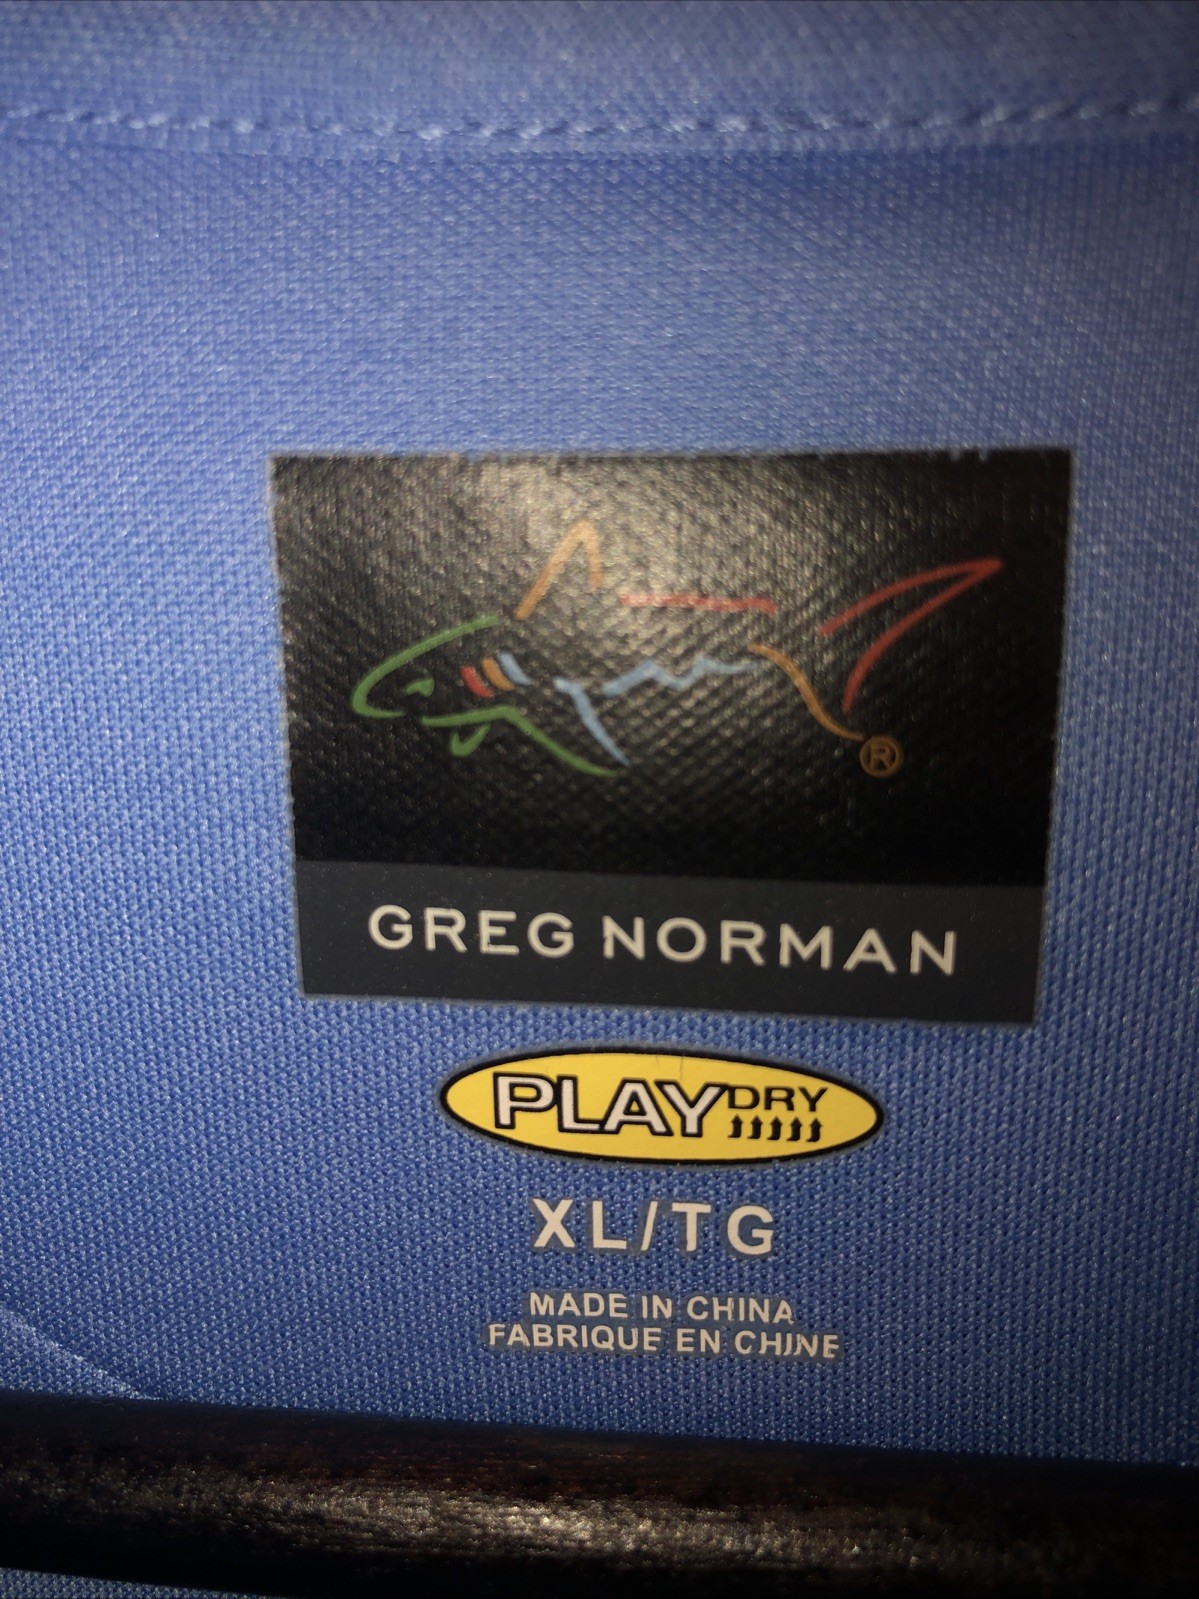 ®
GREG NORMAN
PLAYDRY
XL/TG
MADE IN CHINA
FABRIQUE EN CHINE